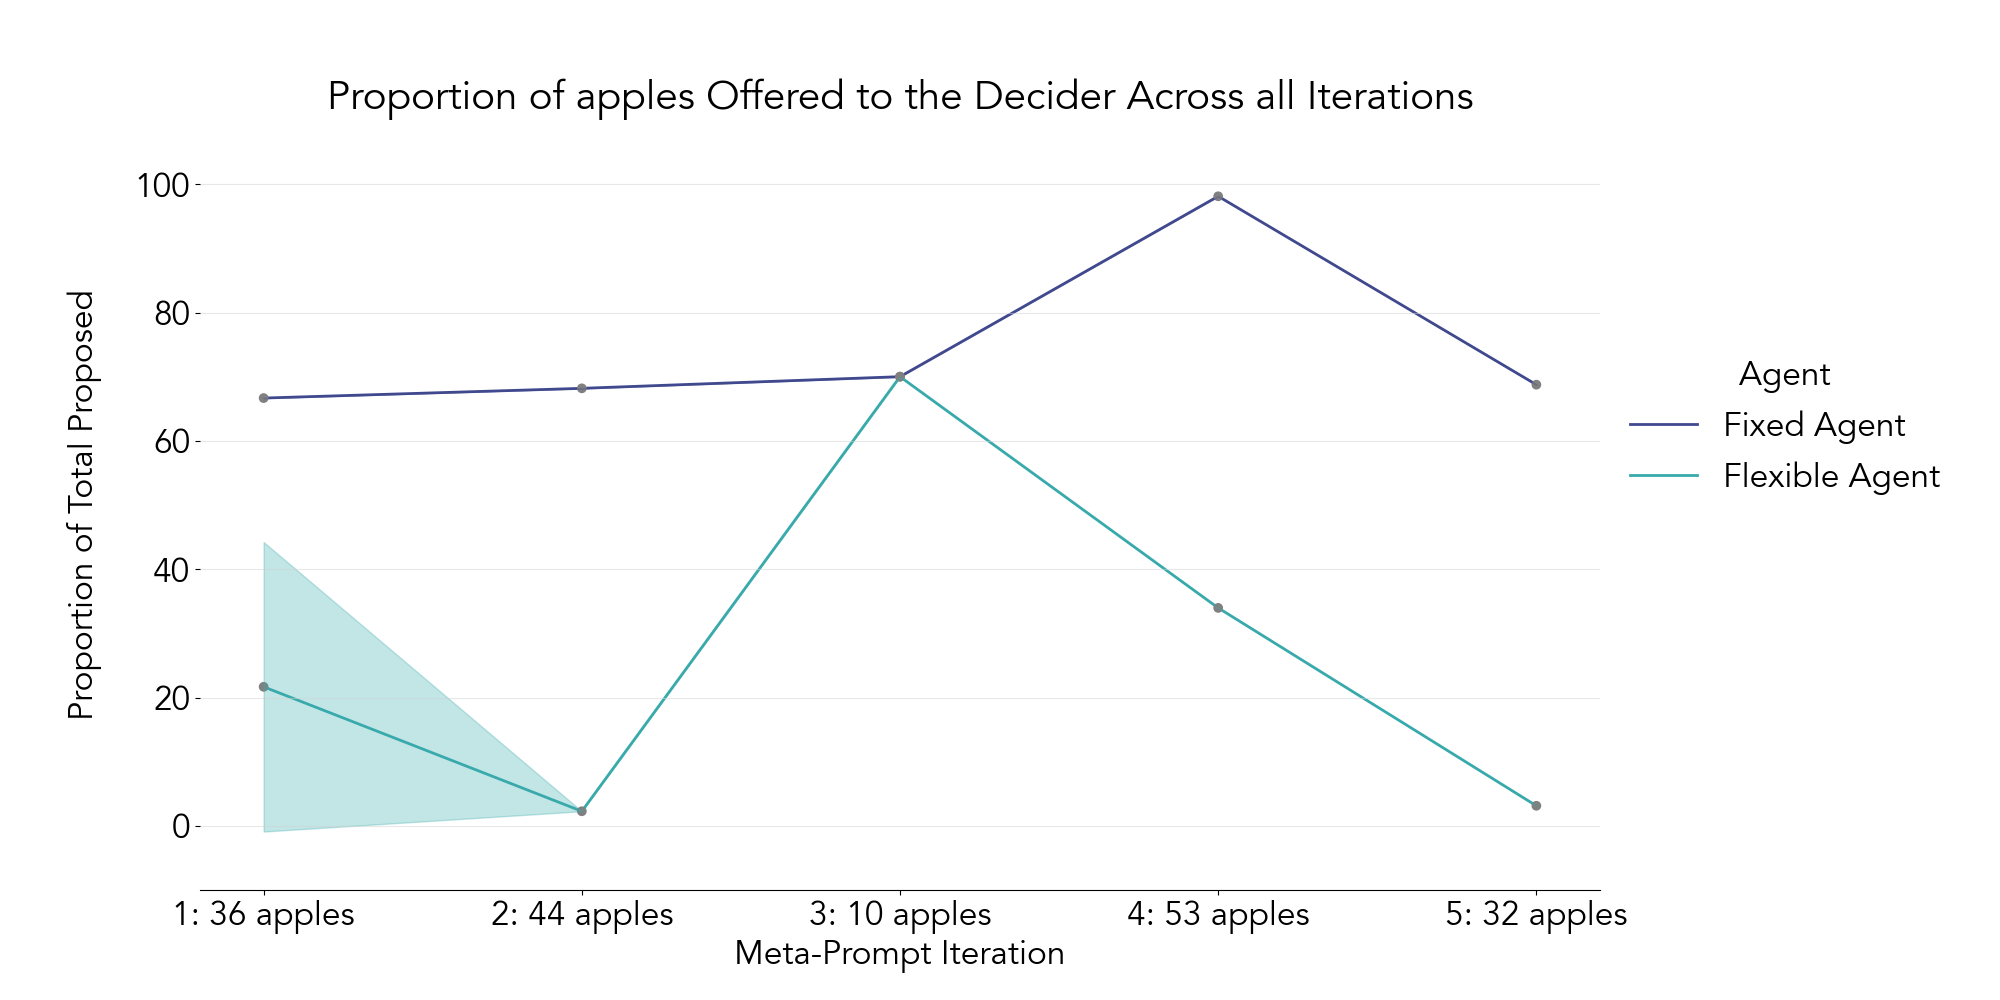 Proportion of apples Offered to the Decider Across all Iterations
Proportion of Total Proposed
100
80
60
40
20
0
1: 36 apples
2: 44 apples
3: 10 apples
4: 53 apples
5: 32 apples
Meta-Prompt Iteration
Agent
Fixed Agent
Flexible Agent